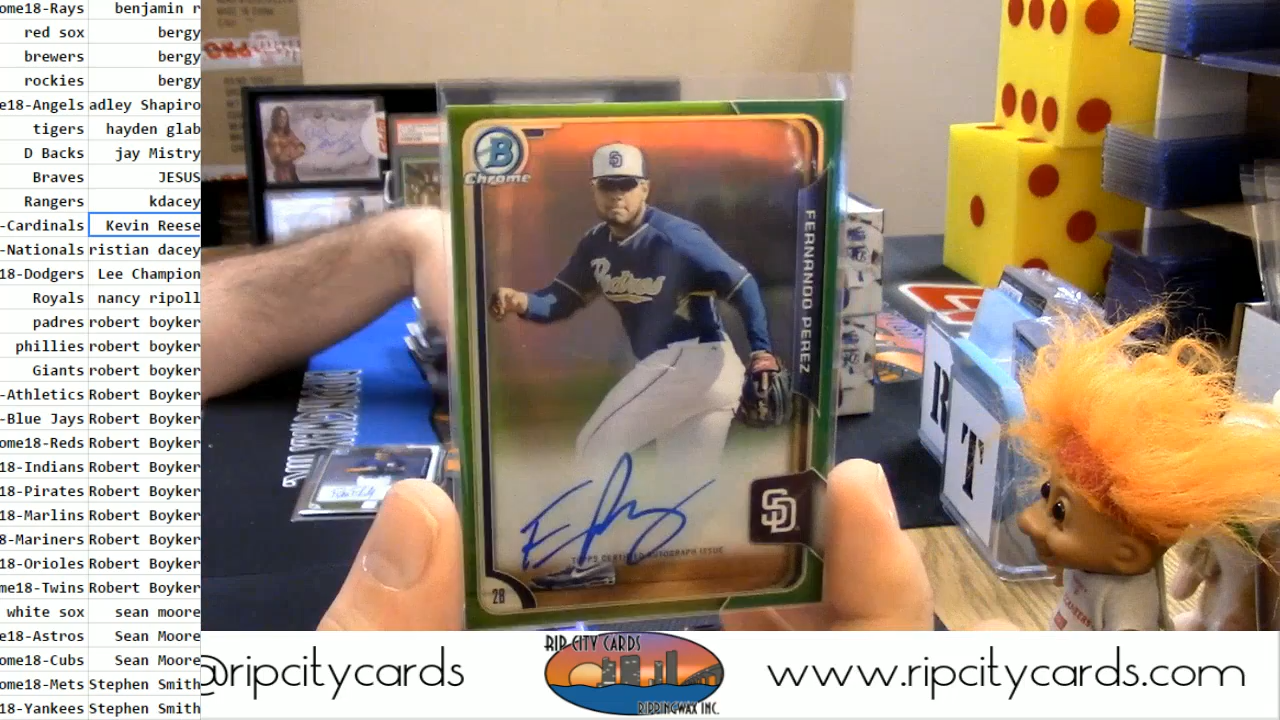 ome18-Rays benjamin r
red sox bergy
brewers bergy
rockies bergy
e18-Angels adley Shapiro
tigers hayden glab
D Backs jay Mistry
Braves JESUS
Rangers kdacey
-Cardinals Kevin Reese
-Nationals ristian dacey
18-Dodgers Lee Champion
Royals nancy ripoll
padres robert boyker
phillies robert boyker
Giants robert boyker
-Athletics Robert Boyker
-Blue Jays Robert Boyker
ome18-Reds Robert Boyker
18-Indians Robert Boyker
18-Pirates Robert Boyker
18-Marlins Robert Boyker
8-Mariners Robert Boyker
18-Orioles Robert Boyker
me18-Twins Robert Boyker
white sox sean moore
e18-Astros Sean Moore
ome18-Cubs Sean Moore
ome18-Mets Stephen Smith
18-Yankees Stephen Smith
B
Chrome
SD
Padres
FERNANDO PEREZ
SD
TOPPS CERTIFIED AUTOGRAPH ISSUE
28
R
T
@ripcitycards
RIP CITY CARDS
RIPPINGWAX INC.
www.ripcitycards.com